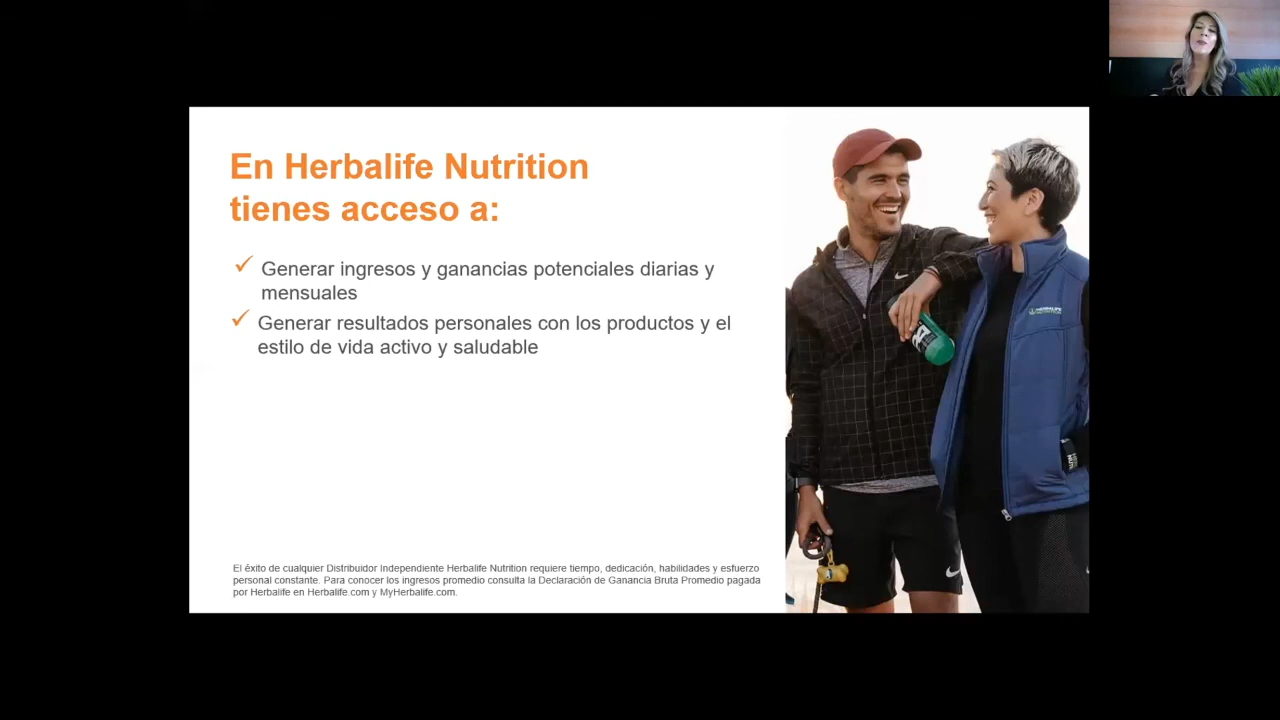 En Herbalife Nutrition
tienes acceso a:
Generar ingresos y ganancias potenciales diarias y
mensuales
Generar resultados personales con los productos y el
estilo de vida activo y saludable
HERBALIFE
NUTRITION
El éxito de cualquier Distribuidor Independiente Herbalife Nutrition requiere tiempo, dedicación, habilidades y esfuerzo
personal constante. Para conocer los ingresos promedio consulta la Declaración de Ganancia Bruta Promedio pagada
por Herbalife en Herbalife.com y MyHerbalife.com.